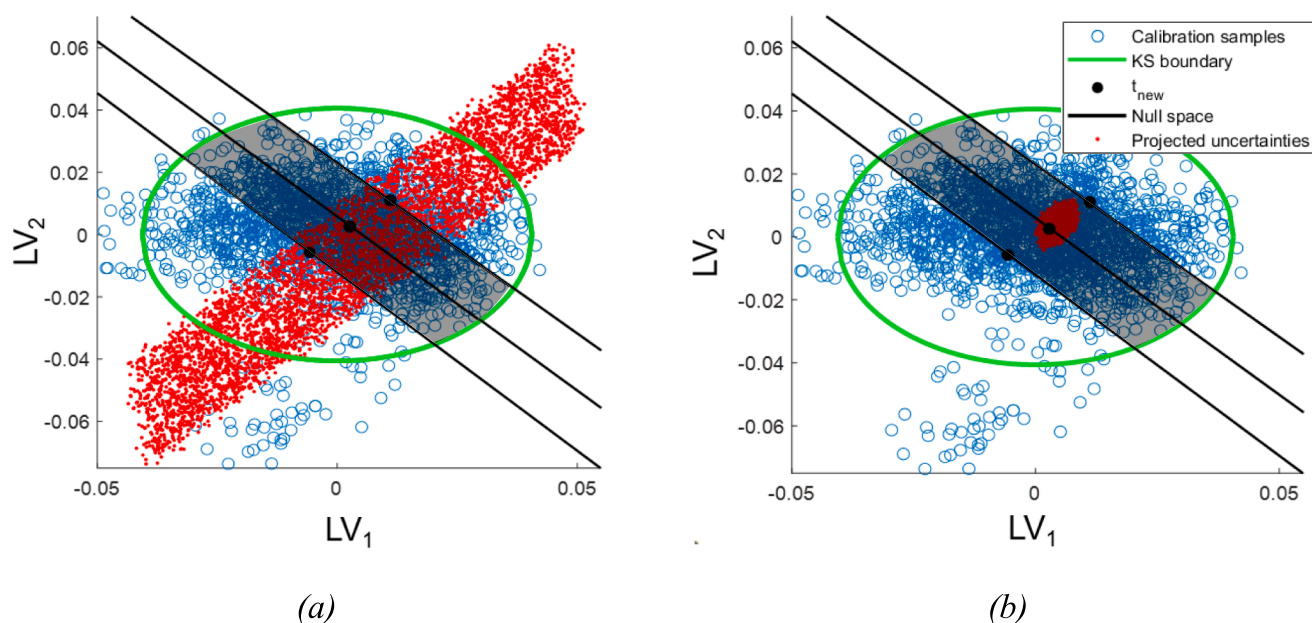 0.06
0.04
0.02
0
-0.02
-0.04
-0.06
LV2
-0.05
0
0.05
LV1
(a)
0.06
0.04
0.02
0
-0.02
-0.04
-0.06
LV2
-0.05
0
0.05
LV1
Calibration samples
KS boundary
tnew
Null space
Projected uncertainties
(b)